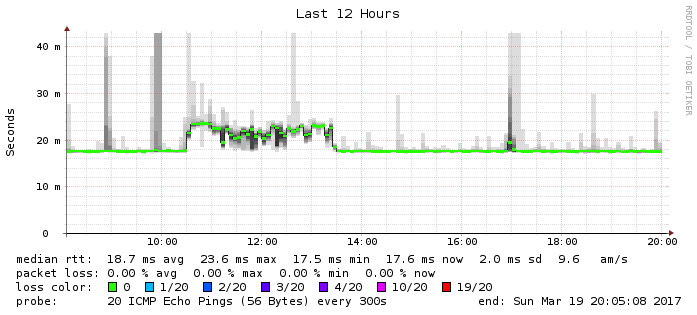 Last 12 Hours
RRDTOOL / TOBI OETIKER
Seconds
40 m
30 m
20 m
10 m
0
10:00 12:00 14:00 16:00 18:00 20:00
median rtt: 18.7 ms avg 23.6 ms max 17.5 ms min 17.6 ms now 2.0 ms sd 9.6 am/s
packet loss: 0.00 % avg 0.00 % max 0.00 % min 0.00 % now
loss color: 0 1/20 2/20 3/20 4/20 10/20 19/20
probe: 20 ICMP Echo Pings (56 Bytes) every 300s end: Sun Mar 19 20:05:08 2017